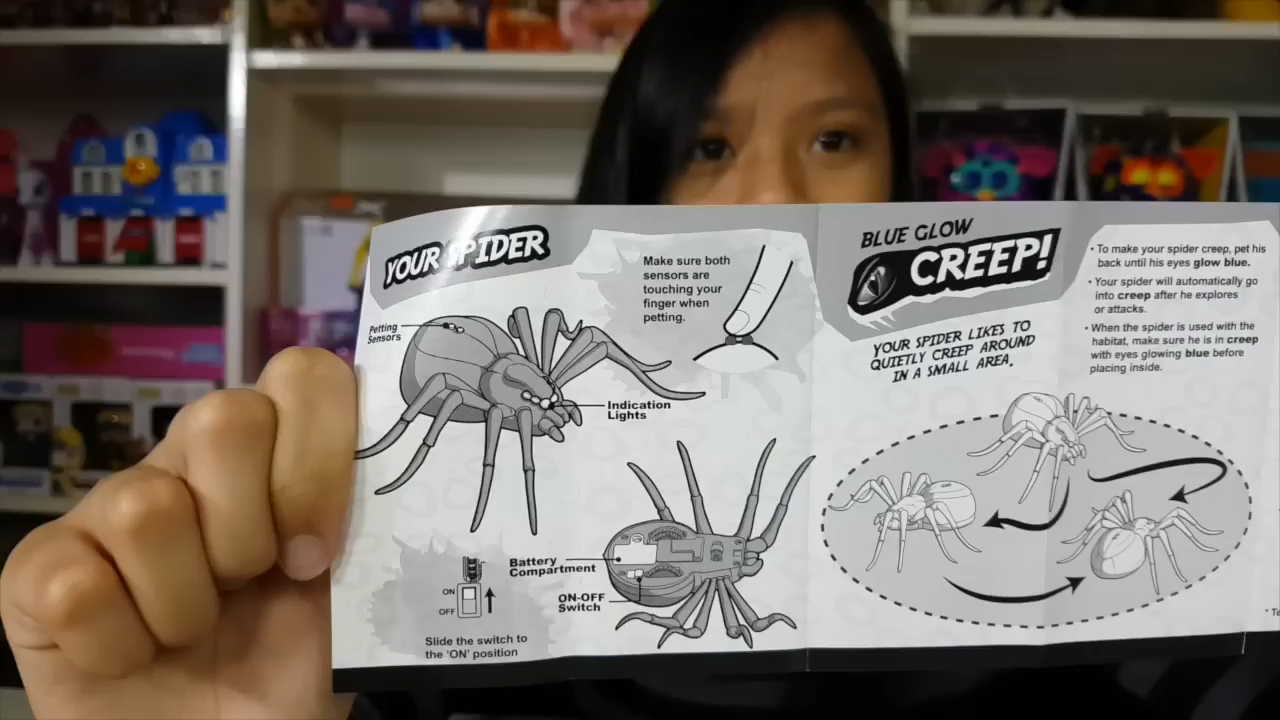 YOUR SPIDER
Petting
Sensors
Make sure both
sensors are
touching your
finger when
petting.
Indication
Lights
Battery
Compartment
ON-OFF
Switch
ON
OFF
Slide the switch to
the 'ON' position
BLUE GLOW
CREEP!
YOUR SPIDER LIKES TO
QUIETLY CREEP AROUND
IN A SMALL AREA.
• To make your spider creep, pet his
back until his eyes glow blue.
• Your spider will automatically go
into creep after he explores
or attacks.
• When the spider is used with the
habitat, make sure he is in creep
with eyes glowing blue before
placing inside.